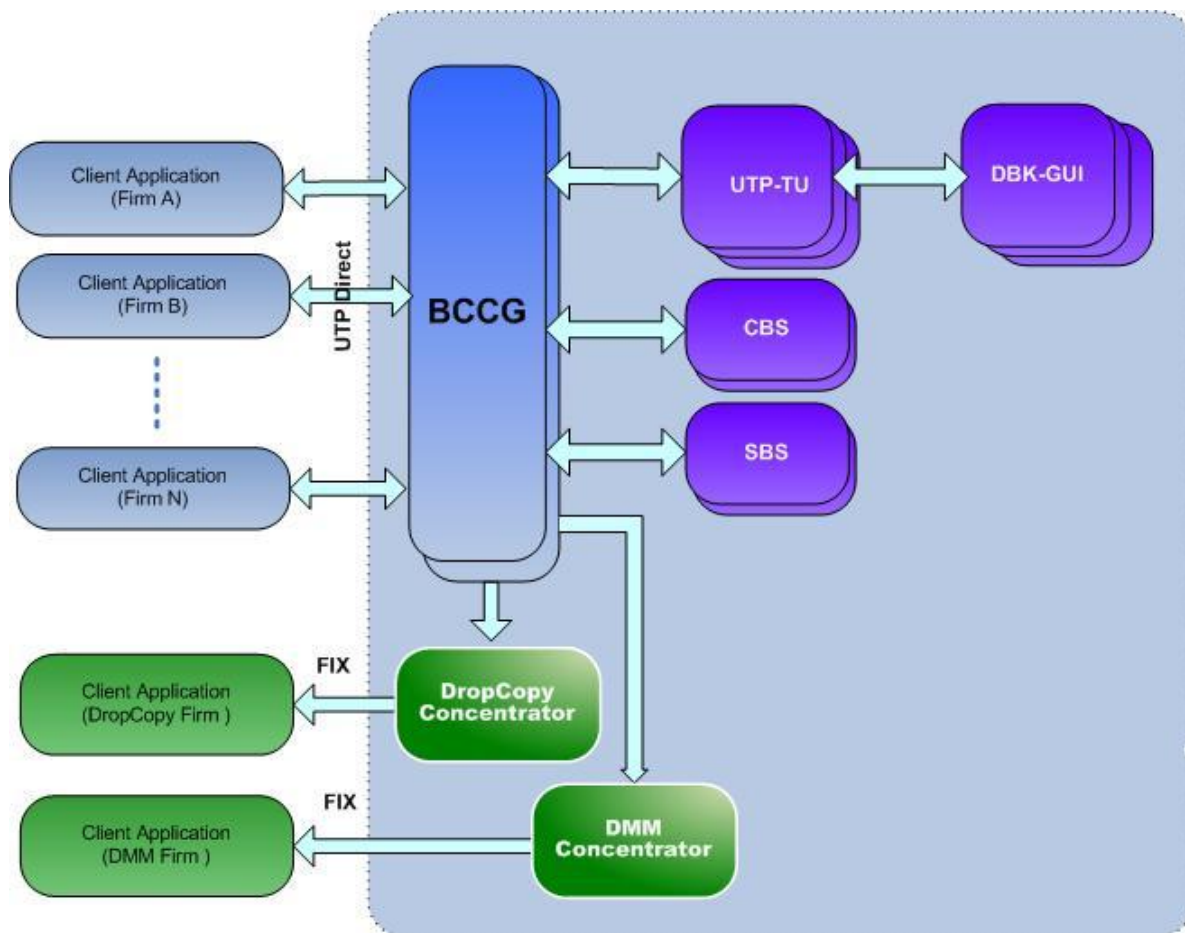 Client Application
(Firm A)
UTP-TU
DBK-GUI
Client Application
(Firm B)
UTP Direct
BCCG
CBS
SBS
Client Application
(Firm N)
FIX
Client Application
(DropCopy Firm )
DropCopy
Concentrator
FIX
Client Application
(DMM Firm )
DMM
Concentrator